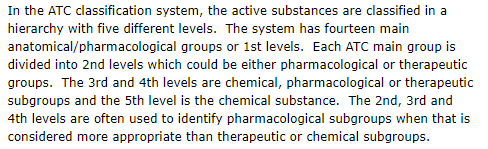 In the ATC classification system, the active substances are classified in a
hierarchy with five different levels.  The system has fourteen main
anatomical/pharmacological groups or 1st levels.  Each ATC main group is
divided into 2nd levels which could be either pharmacological or therapeutic
groups.  The 3rd and 4th levels are chemical, pharmacological or therapeutic
subgroups and the 5th level is the chemical substance.  The 2nd, 3rd and
4th levels are often used to identify pharmacological subgroups when that is
considered more appropriate than therapeutic or chemical subgroups.